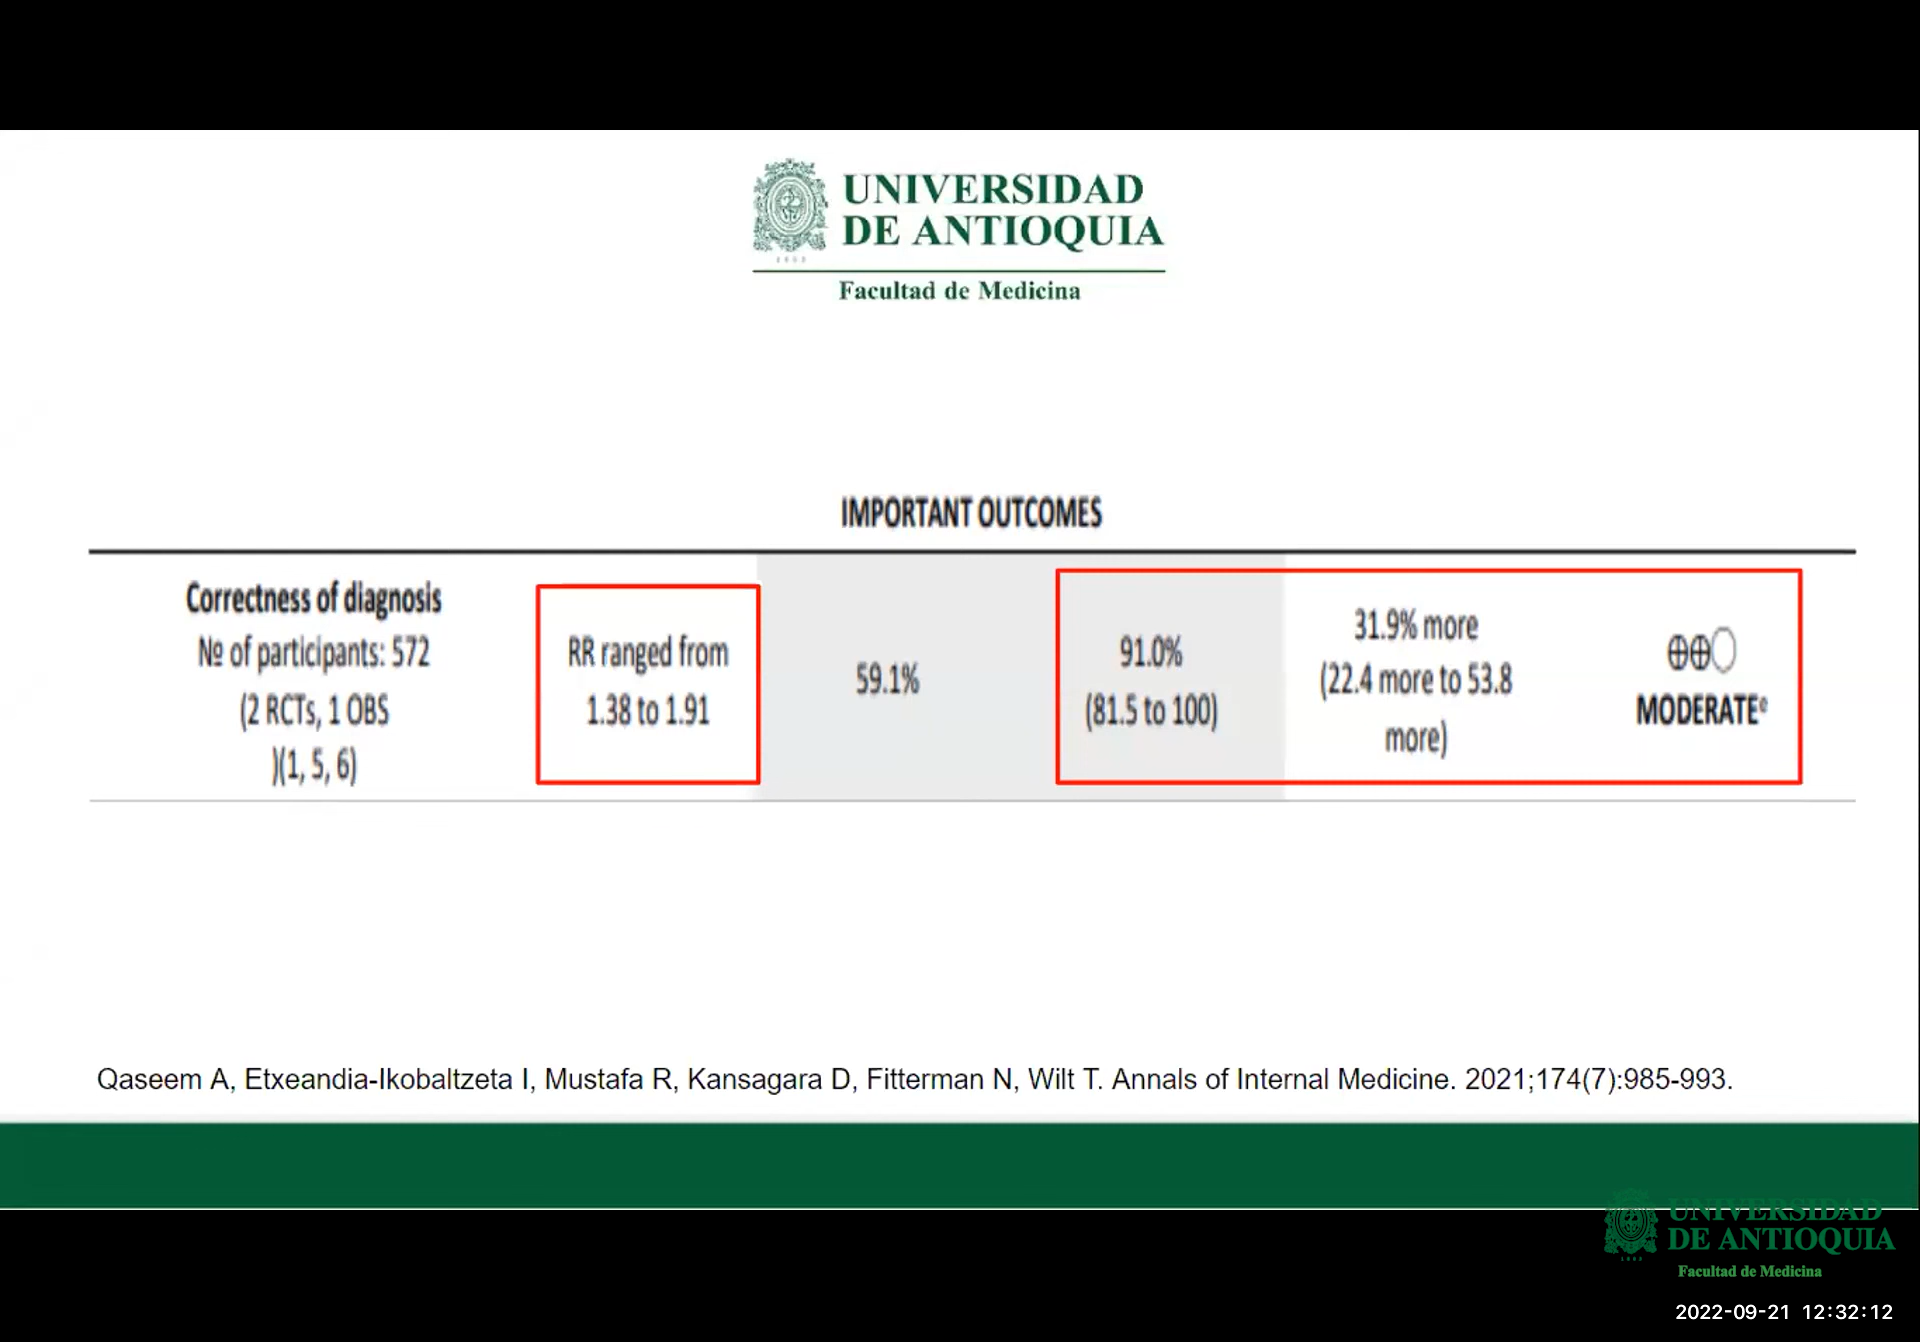 UNIVERSIDAD
DE ANTIOQUIA
1803
Facultad de Medicina
IMPORTANT OUTCOMES
Correctness of diagnosis
№ of participants: 572
(2 RCTs, 1 OBS
)(1, 5, 6)
RR ranged from
1.38 to 1.91
59.1%
91.0%
(81.5 to 100)
31.9% more
(22.4 more to 53.8
more)
⊕⊕◯
MODERATEᵉ
Qaseem A, Etxeandia-Ikobaltzeta I, Mustafa R, Kansagara D, Fitterman N, Wilt T. Annals of Internal Medicine. 2021;174(7):985-993.
UNIVERSIDAD
DE ANTIOQUIA
1803
Facultad de Medicina
2022-09-21 12:32:12